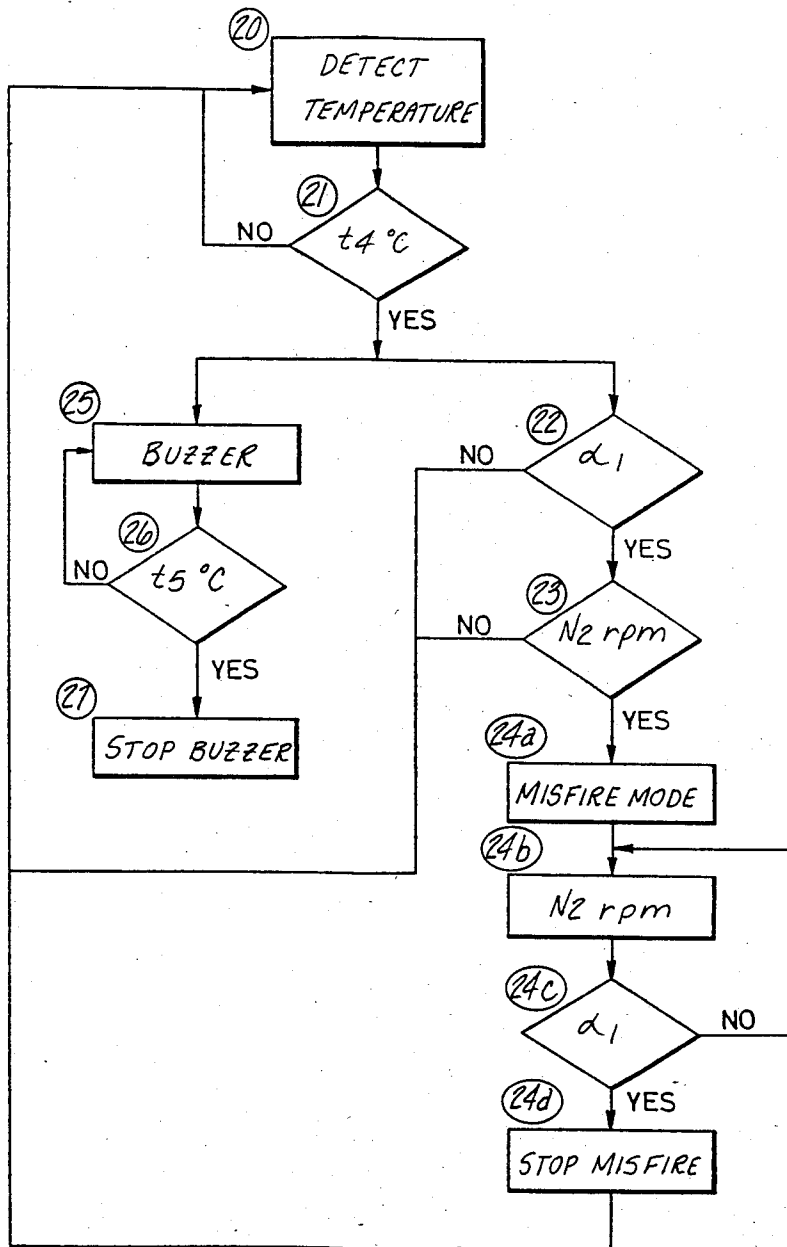 20
DETECT
TEMPERATURE
21
NO
t4 °C
YES
25
BUZZER
22
α1
NO
YES
26
NO
t5 °C
YES
23
NO
N2 rpm
YES
27
STOP BUZZER
24a
MISFIRE MODE
24b
N2 rpm
24c
α1
NO
YES
24d
STOP MISFIRE